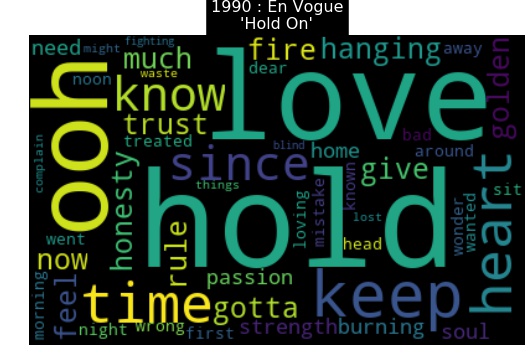 1990 : En Vogue
'Hold On'
need
might
fighting
much
waste
noon
know
trust
treated
ooh
complain
honesty
since
things
went
now
morning
feel
time
night
wrong
rule
first
passion
gotta
strength
burning
hold
love
fire
dear
hanging
away
golden
bad
around
blind
home
give
loving
mistake
known
lost
head
keep
soul
wonder
wanted
heart
sit